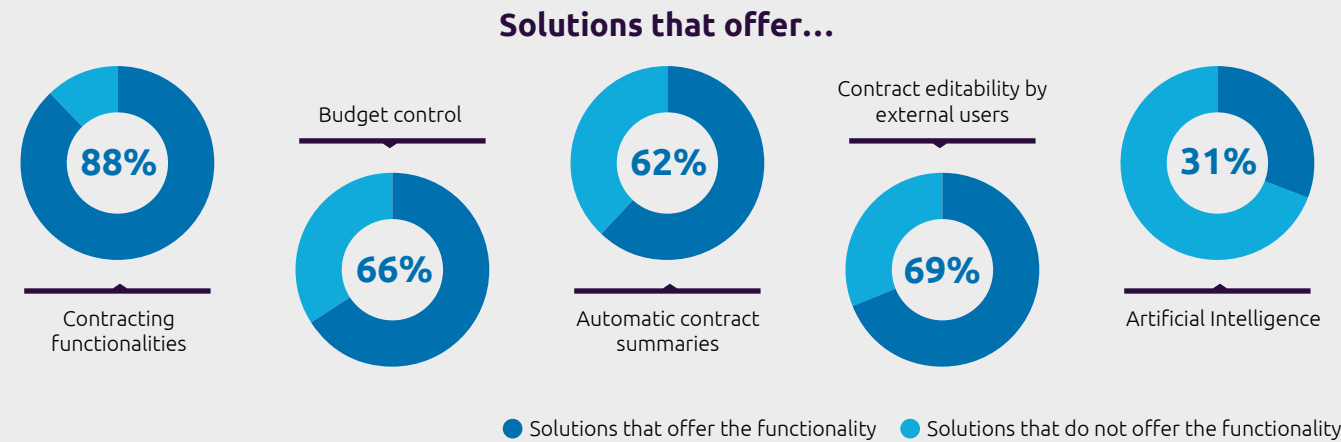 Solutions that offer…
88%
Contracting
functionalities
Budget control
66%
62%
Automatic contract
summaries
Contract editability by
external users
69%
31%
Artificial Intelligence
Solutions that offer the functionality
Solutions that do not offer the functionality